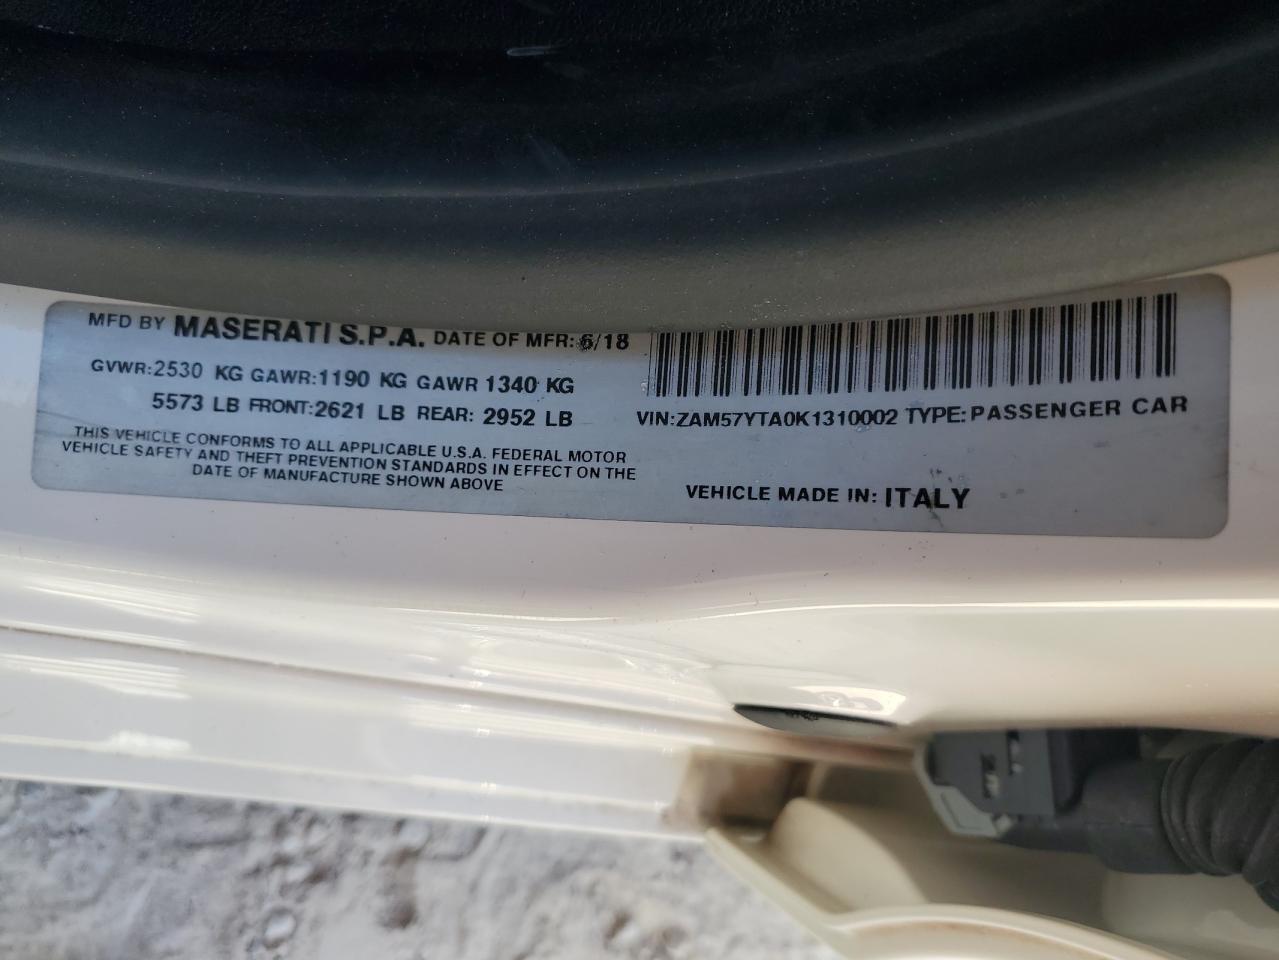 MFD BY MASERATI S.P.A. DATE OF MFR: 6/18
GVWR:2530 KG GAWR:1190 KG GAWR 1340 KG
5573 LB FRONT:2621 LB REAR: 2952 LB
THIS VEHICLE CONFORMS TO ALL APPLICABLE U.S.A. FEDERAL MOTOR
VEHICLE SAFETY AND THEFT PREVENTION STANDARDS IN EFFECT ON THE
DATE OF MANUFACTURE SHOWN ABOVE
VIN:ZAM57YTA0K1310002 TYPE:PASSENGER CAR
VEHICLE MADE IN: ITALY